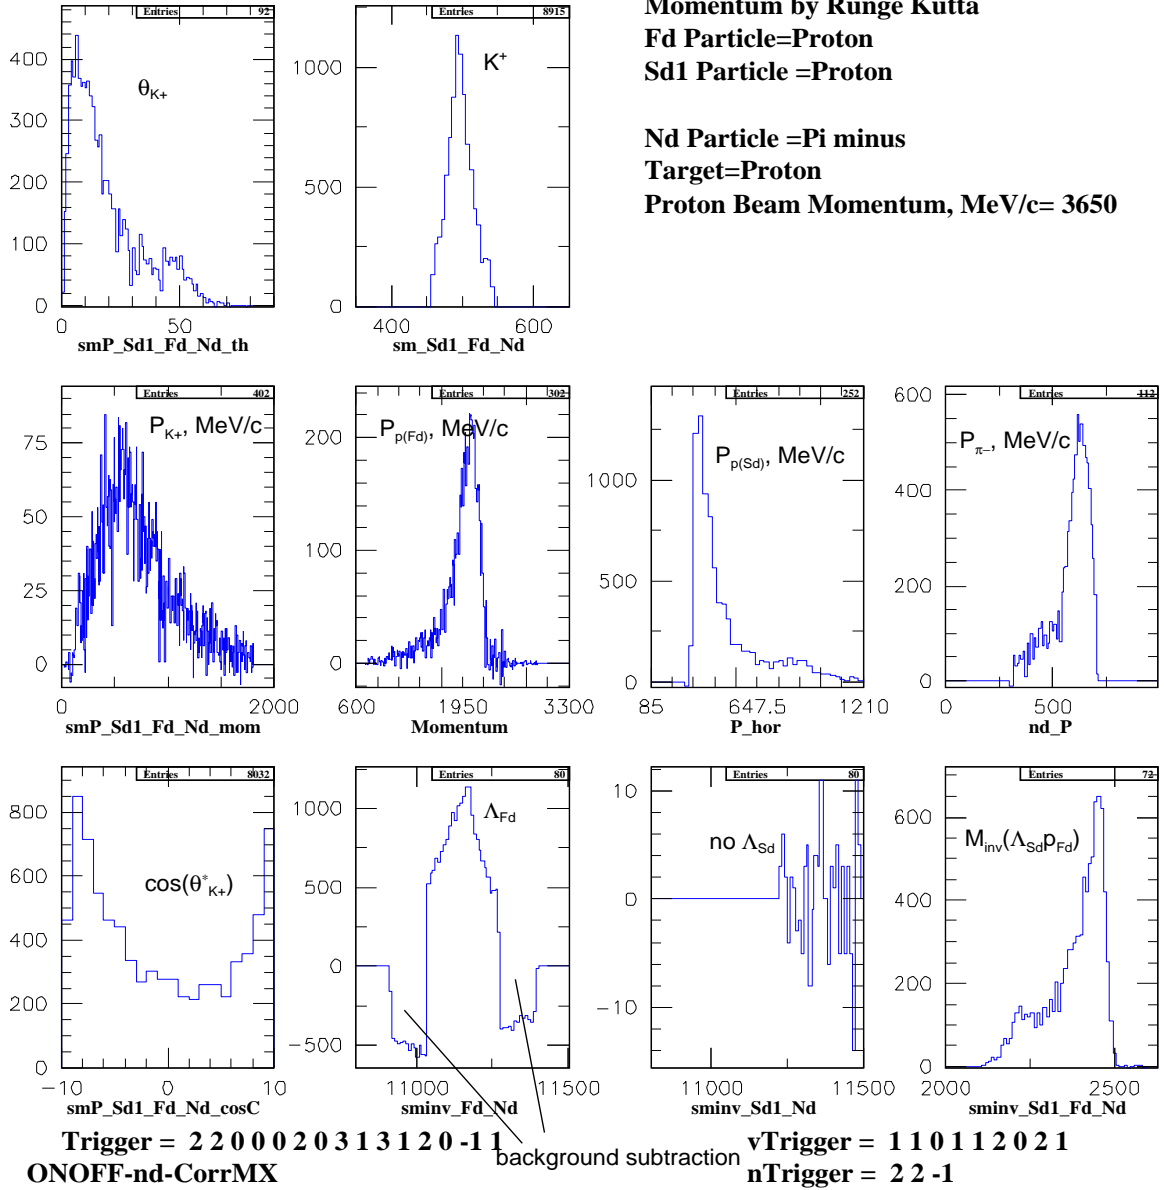 Momentum by Runge Kutta
Fd Particle=Proton
Sd1 Particle =Proton
Nd Particle =Pi minus
Target=Proton
Proton Beam Momentum, MeV/c= 3650
Entries 92
θK+
400
300
200
100
0
0 50
smP_Sd1_Fd_Nd_th
Entries 8915
K+
1000
500
0
400 600
sm_Sd1_Fd_Nd
Entries 402
PK+, MeV/c
75
50
25
0
0 1000 2000
smP_Sd1_Fd_Nd_mom
Entries 302
Pp(Fd), MeV/c
200
100
0
600 1950 3300
Momentum
Entries 252
Pp(Sd), MeV/c
1000
500
0
85 647.5 1210
P_hor
Entries 112
Pπ−, MeV/c
600
400
200
0
0 500
nd_P
Entries 8032
cos(θ*K+)
800
600
400
200
0
−10 0 10
smP_Sd1_Fd_Nd_cosC
Entries 80
ΛFd
1000
500
0
−500
11000 11500
sminv_Fd_Nd
Entries 80
no ΛSd
10
0
−10
11000 11500
sminv_Sd1_Nd
Entries 72
Minv(ΛSdpFd)
600
400
200
0
2000 2500
sminv_Sd1_Fd_Nd
Trigger = 2 2 0 0 0 2 0 3 1 3 1 2 0 -1 1
background subtraction
vTrigger = 1 1 0 1 1 2 0 2 1
ONOFF-nd-CorrMX
nTrigger = 2 2 -1